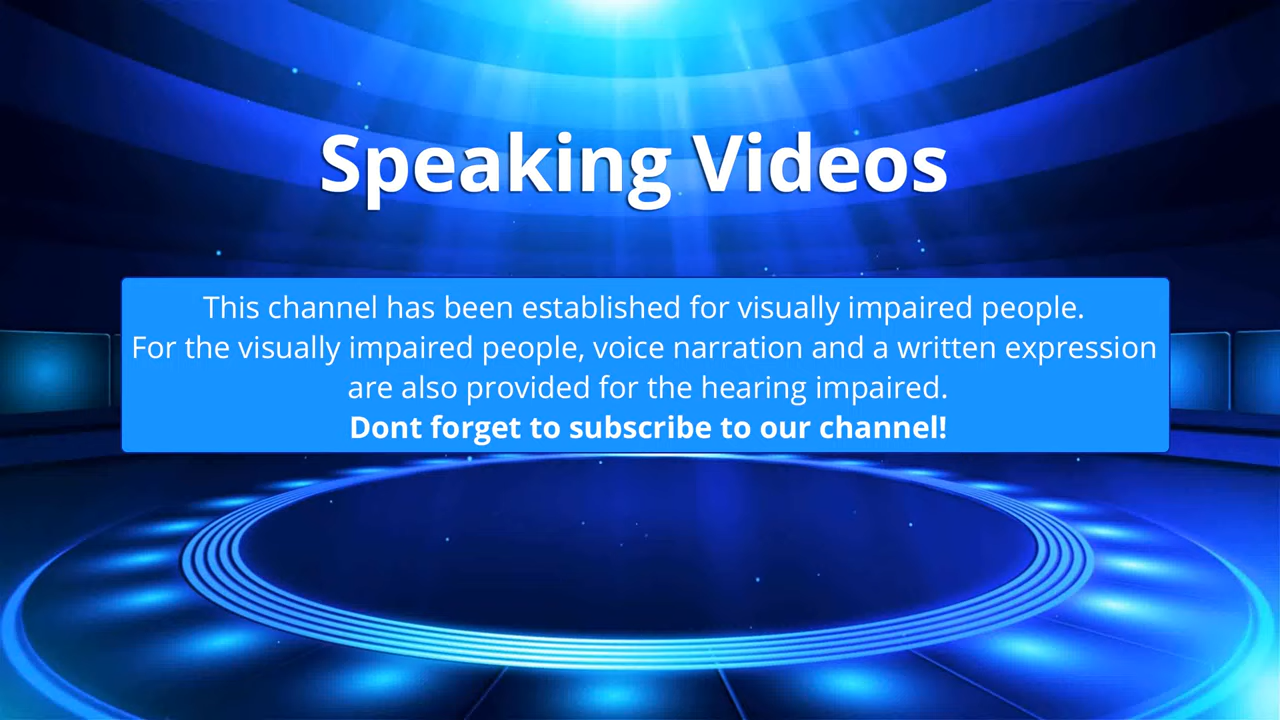 Speaking Videos
This channel has been established for visually impaired people.
For the visually impaired people, voice narration and a written expression
are also provided for the hearing impaired.
Dont forget to subscribe to our channel!